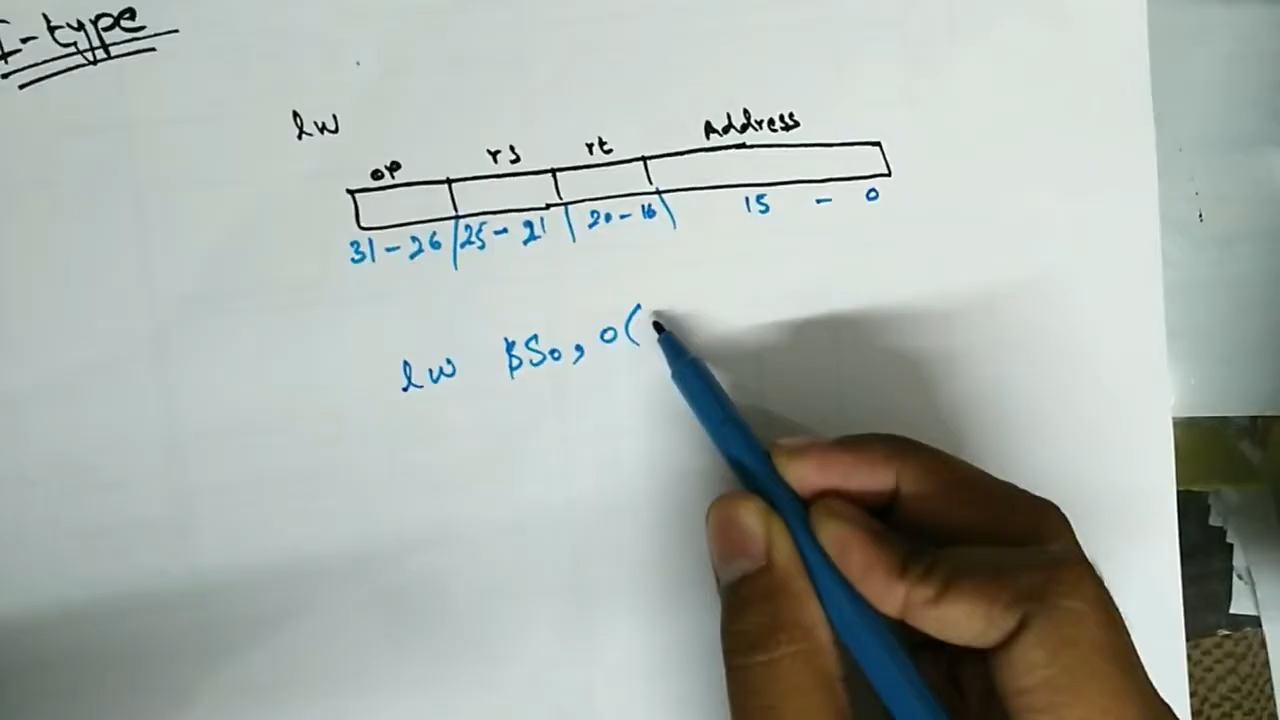 I-type
lw
op rs rt Address
31-26 25-21 20-16 15 - 0
lw $S0, 0(